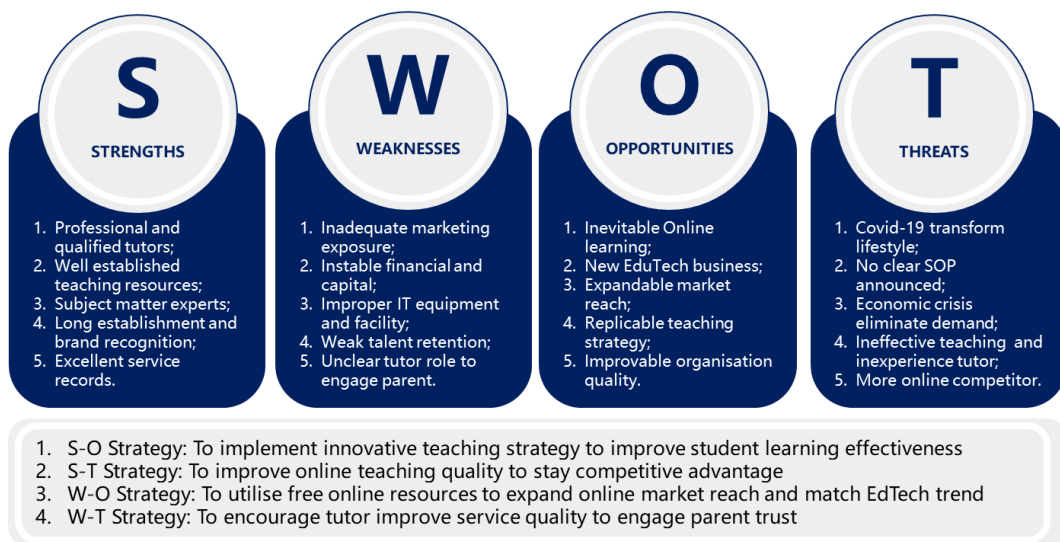 S
STRENGTHS
1. Professional and
qualified tutors;
2. Well established
teaching resources;
3. Subject matter experts;
4. Long establishment and
brand recognition;
5. Excellent service
records.
W
WEAKNESSES
1. Inadequate marketing
exposure;
2. Instable financial and
capital;
3. Improper IT equipment
and facility;
4. Weak talent retention;
5. Unclear tutor role to
engage parent.
O
OPPORTUNITIES
1. Inevitable Online
learning;
2. New EduTech business;
3. Expandable market
reach;
4. Replicable teaching
strategy;
5. Improvable organisation
quality.
T
THREATS
1. Covid-19 transform
lifestyle;
2. No clear SOP
announced;
3. Economic crisis
eliminate demand;
4. Ineffective teaching and
inexperience tutor;
5. More online competitor.
1. S-O Strategy: To implement innovative teaching strategy to improve student learning effectiveness
2. S-T Strategy: To improve online teaching quality to stay competitive advantage
3. W-O Strategy: To utilise free online resources to expand online market reach and match EdTech trend
4. W-T Strategy: To encourage tutor improve service quality to engage parent trust